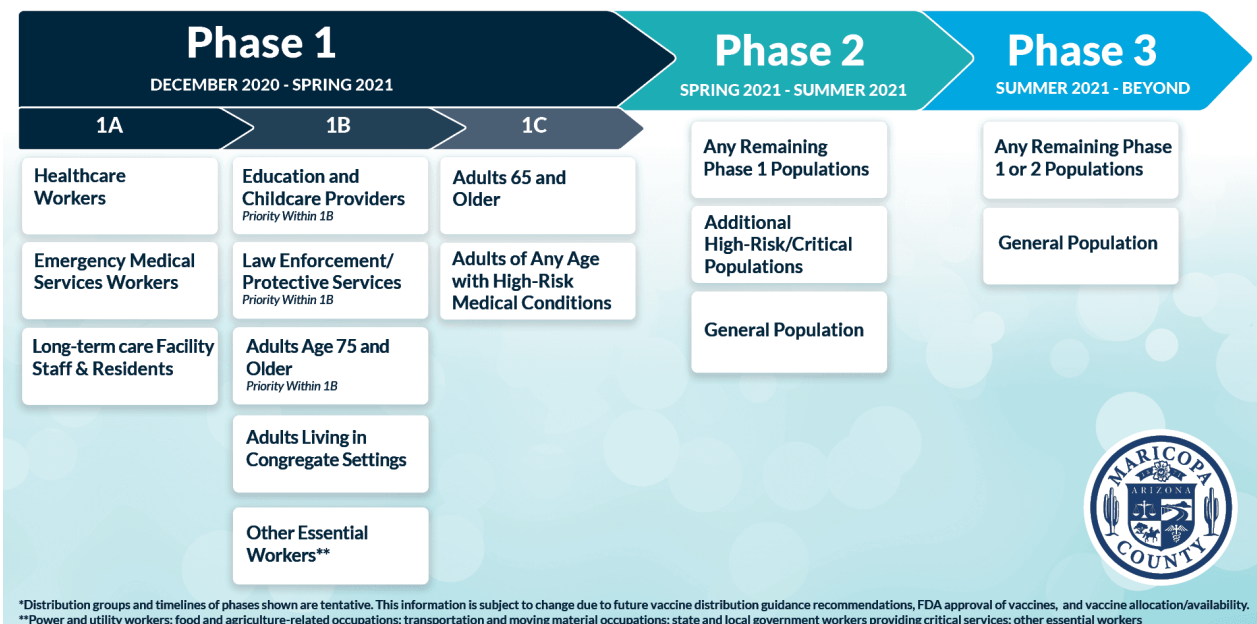 Phase 1
DECEMBER 2020 - SPRING 2021
Phase 2
SPRING 2021 - SUMMER 2021
Phase 3
SUMMER 2021 - BEYOND
1A
1B
1C
Healthcare
Workers
Emergency Medical
Services Workers
Long-term care Facility
Staff & Residents
Education and
Childcare Providers
Priority Within 1B
Law Enforcement/
Protective Services
Priority Within 1B
Adults Age 75 and
Older
Priority Within 1B
Adults Living in
Congregate Settings
Other Essential
Workers**
Adults 65 and
Older
Adults of Any Age
with High-Risk
Medical Conditions
Any Remaining
Phase 1 Populations
Additional
High-Risk/Critical
Populations
General Population
Any Remaining Phase
1 or 2 Populations
General Population
MARICOPA
ARIZONA
COUNTY
*Distribution groups and timelines of phases shown are tentative. This information is subject to change due to future vaccine distribution guidance recommendations, FDA approval of vaccines, and vaccine allocation/availability.
**Power and utility workers; food and agriculture-related occupations; transportation and moving material occupations; state and local government workers providing critical services; other essential workers